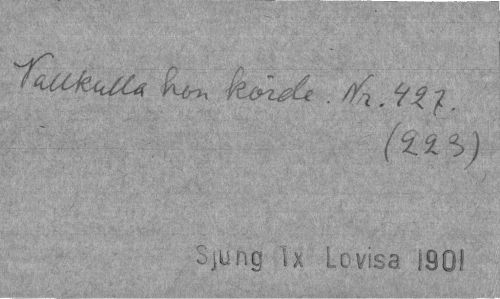 Vallkulla hon körde. Nr. 427.
(223)
Sjung Tx Lovisa 1901